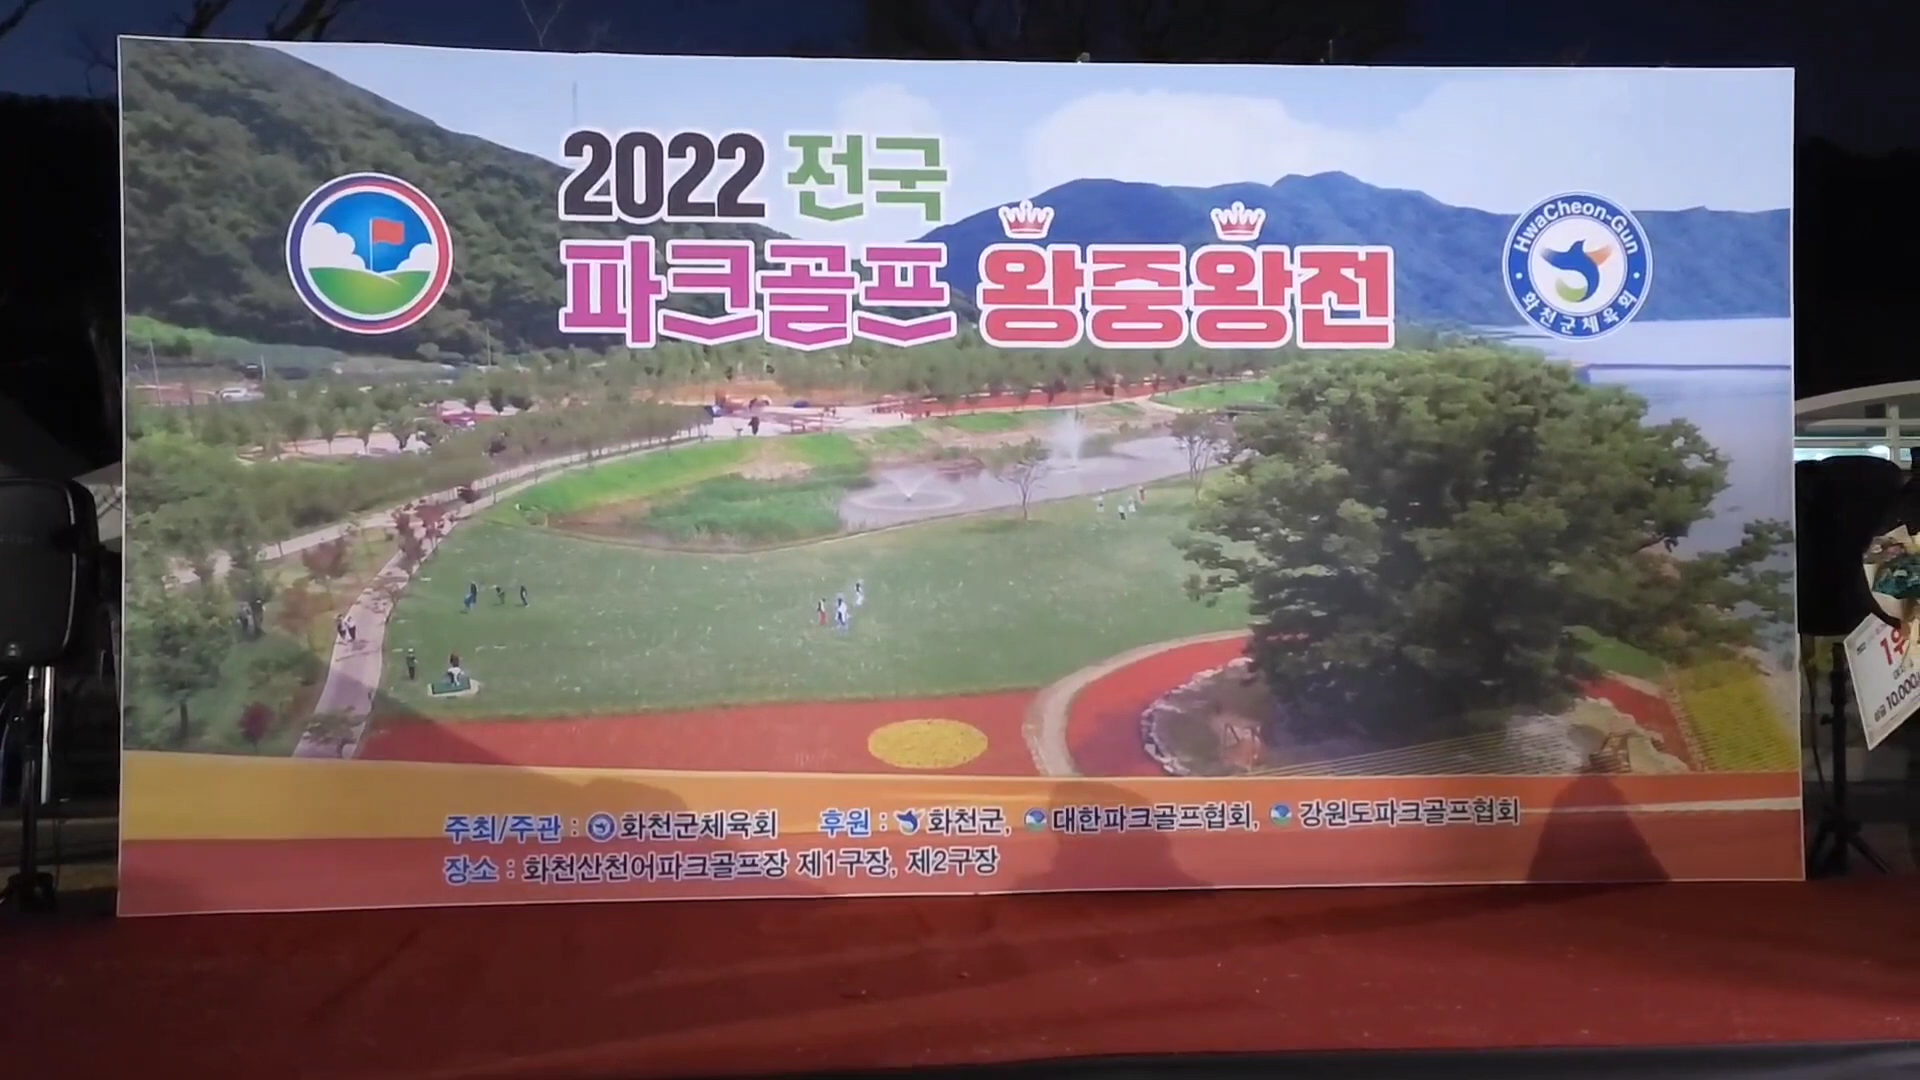 2022 전국
파크골프 왕중왕전
HwaCheon-Gun
화천군체육회
주최/주관 : 화천군체육회 후원 : 화천군, 대한파크골프협회, 강원도파크골프협회
장소 : 화천산천어파크골프장 제1구장, 제2구장
10,000